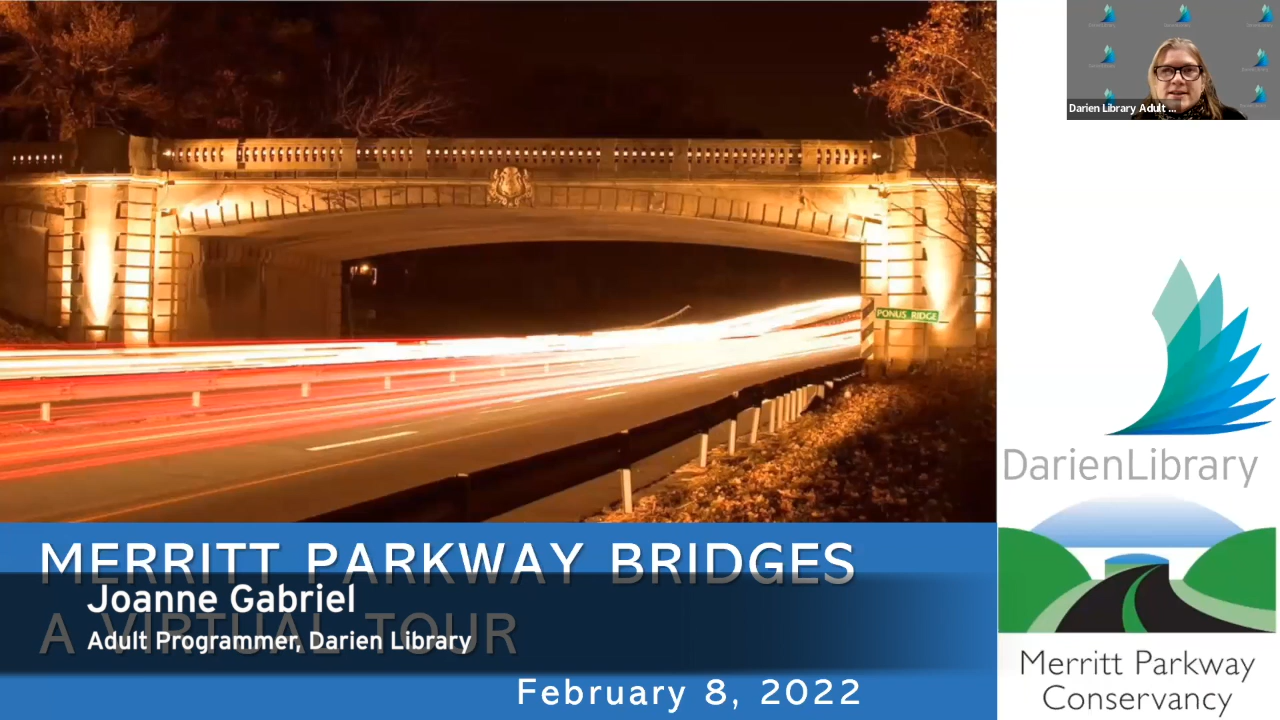 Darien Library Adult ...
PONUS RIDGE
DarienLibrary
MERRITT PARKWAY BRIDGES
Joanne Gabriel
A VIRTUAL TOUR
Adult Programmer, Darien Library
February 8, 2022
Merritt Parkway
Conservancy